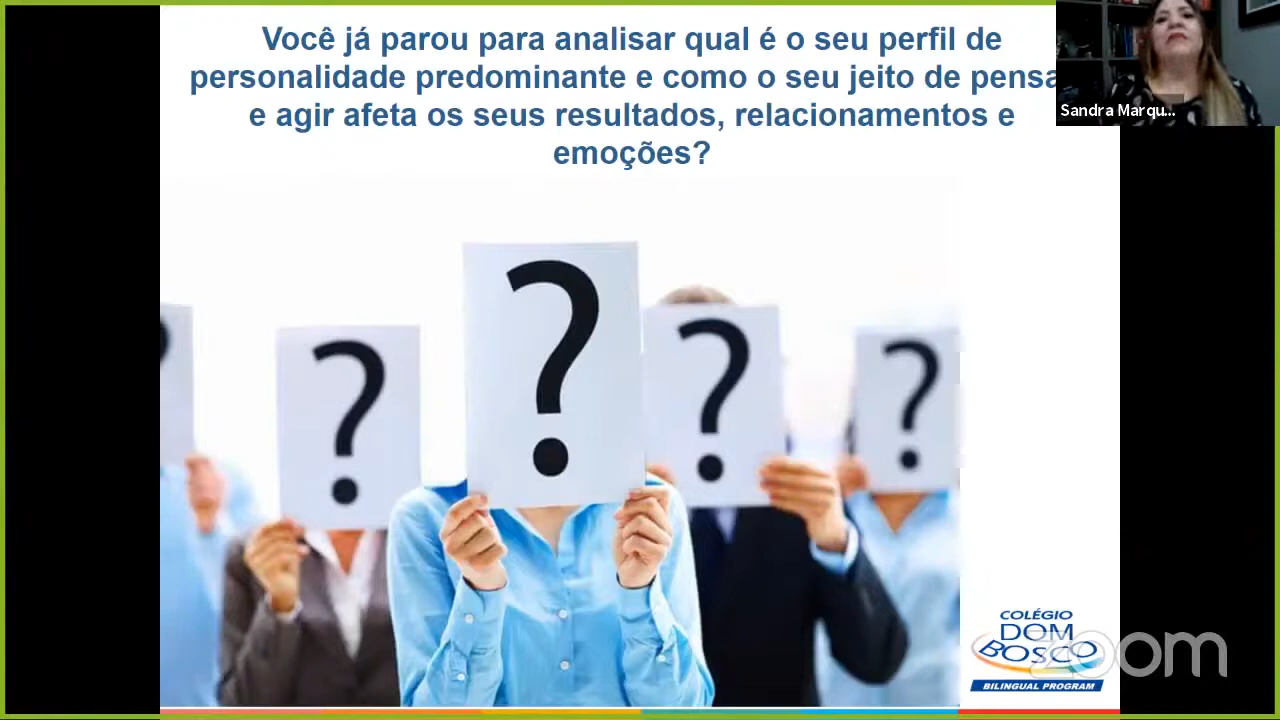 Você já parou para analisar qual é o seu perfil de
personalidade predominante e como o seu jeito de pensa
e agir afeta os seus resultados, relacionamentos e
emoções?
Sandra Marqu...
?
?
?
?
COLÉGIO
DOM
BOSCO
BILINGUAL PROGRAM
zoom